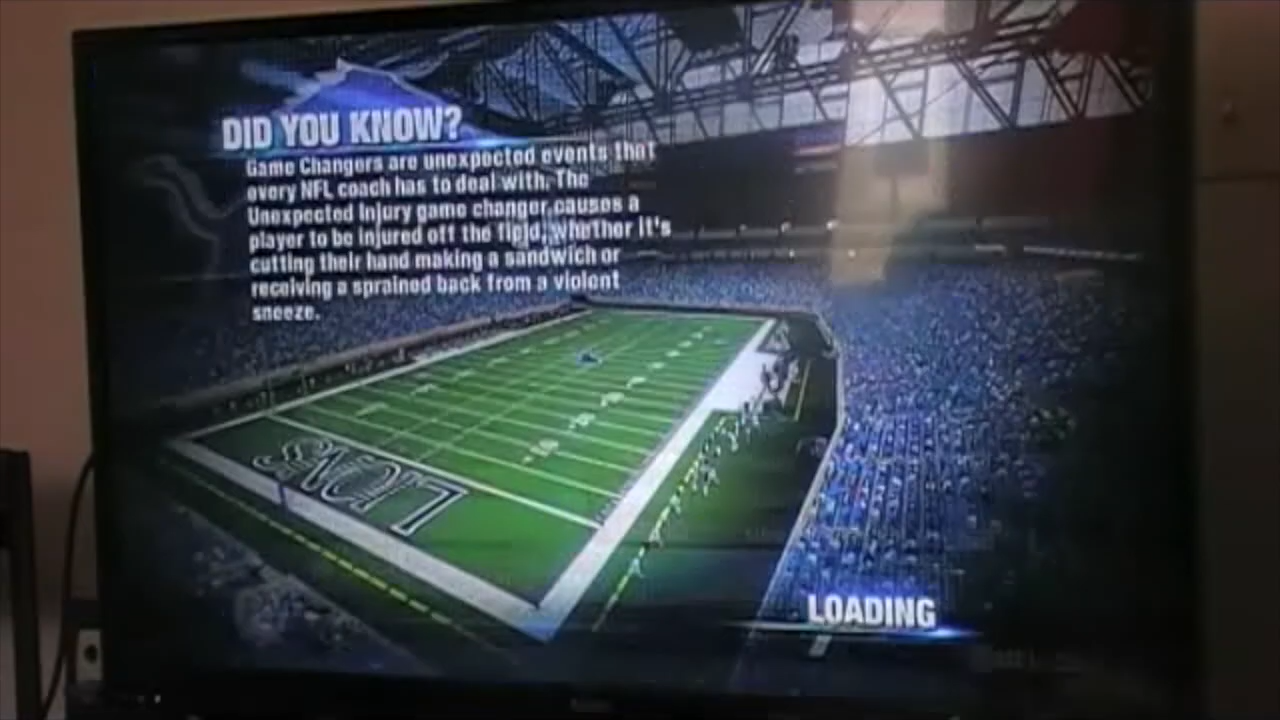 DID YOU KNOW?
Game Changers are unexpected events that
every NFL coach has to deal with. The
Unexpected Injury game changer causes a
player to be injured off the field, whether it's
cutting their hand making a sandwich or
receiving a sprained back from a violent
sneeze.
LIONS
LOADING